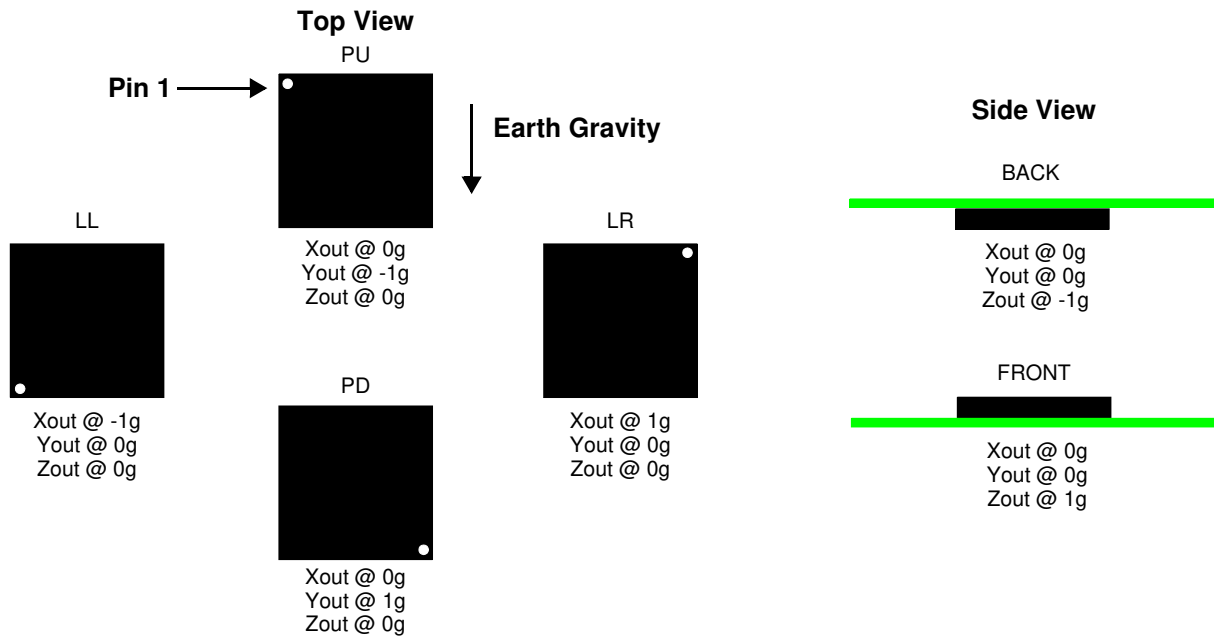 Top View
PU
Pin 1
Earth Gravity
Xout @ 0g
Yout @ -1g
Zout @ 0g
LL
Xout @ -1g
Yout @ 0g
Zout @ 0g
LR
Xout @ 1g
Yout @ 0g
Zout @ 0g
PD
Xout @ 0g
Yout @ 1g
Zout @ 0g
Side View
BACK
Xout @ 0g
Yout @ 0g
Zout @ -1g
FRONT
Xout @ 0g
Yout @ 0g
Zout @ 1g